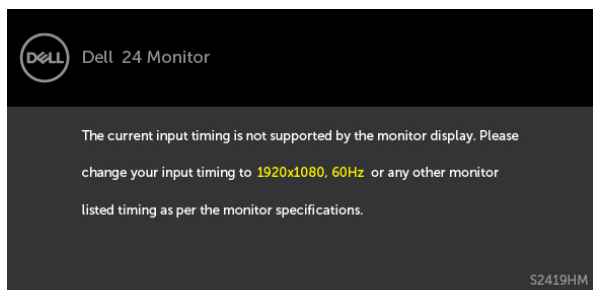 DELL
Dell 24 Monitor
The current input timing is not supported by the monitor display. Please
change your input timing to 1920x1080, 60Hz or any other monitor
listed timing as per the monitor specifications.
S2419HM